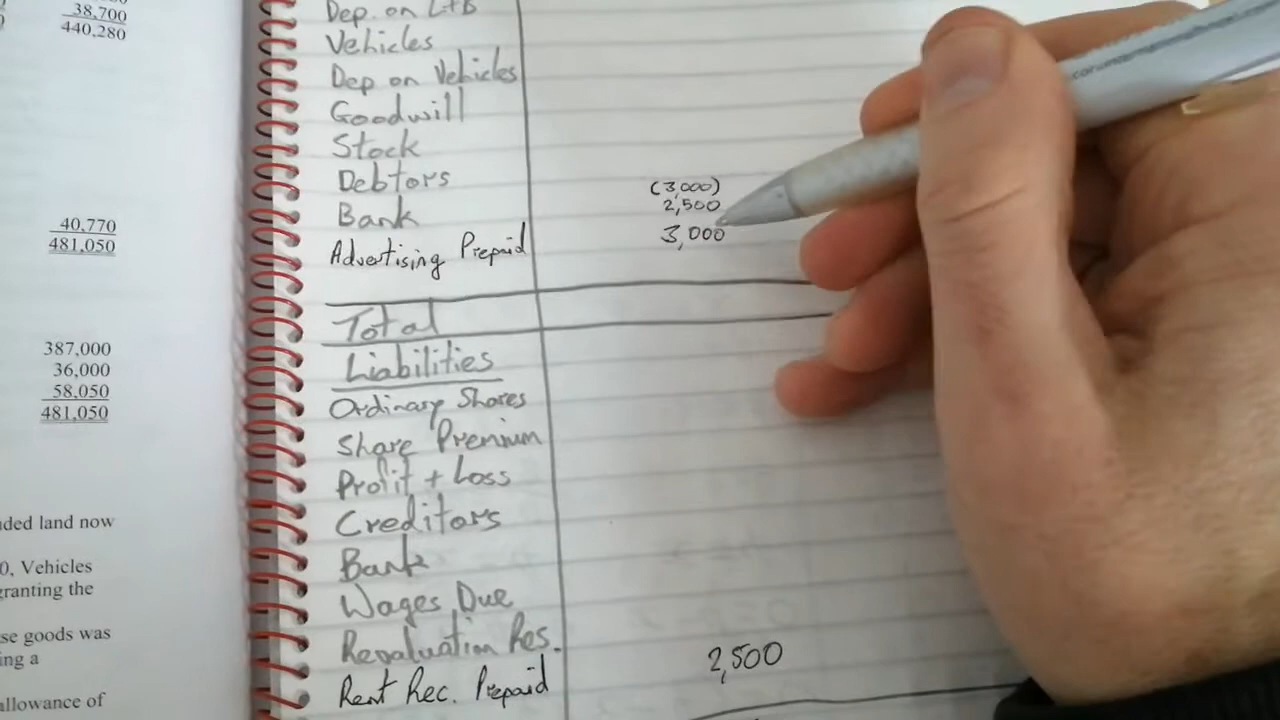 38,700
440,280
40,770
481,050
387,000
36,000
58,050
481,050
ded land now
0, Vehicles
granting the
se goods was
ing a
allowance of
Dep. on L+B
Vehicles
Dep on Vehicles
Goodwill
Stock
Debtors
(3,000)
Bank 2,500
Advertising Prepaid 3,000
Total
Liabilities
Ordinary Shares
Share Premium
Profit + Loss
Creditors
Bank
Wages Due
Revaluation Res.
Rent Rec. Prepaid 2,500